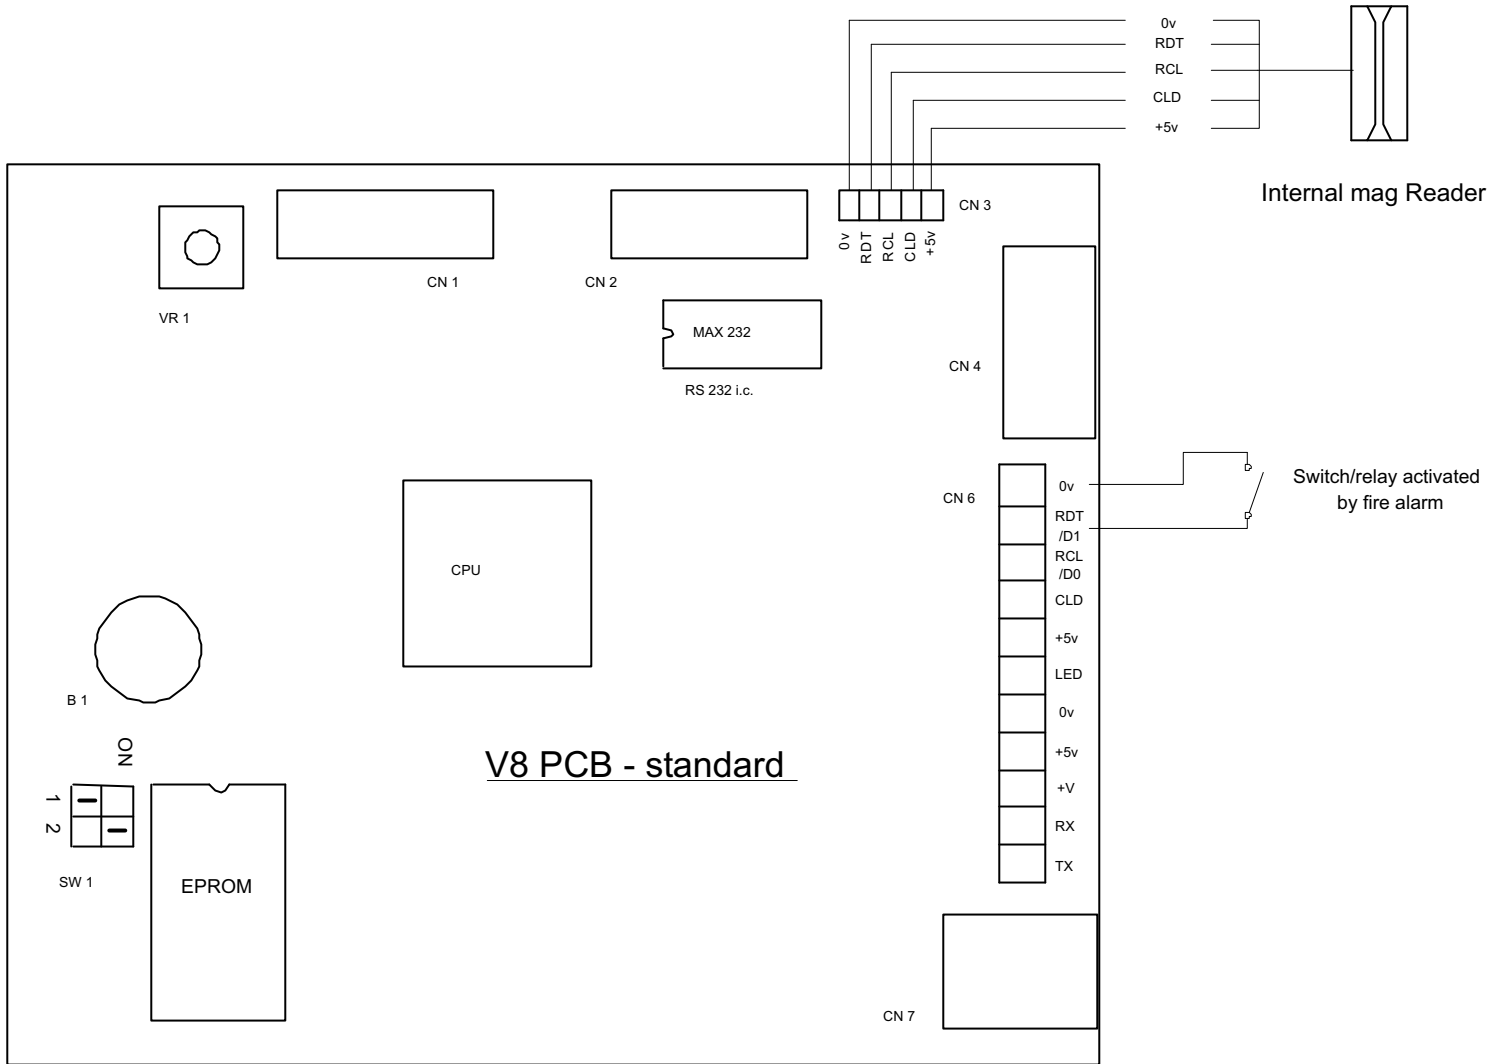 0v
RDT
RCL
CLD
+5v
Internal mag Reader
CN 3
0v
RDT
RCL
CLD
+5v
CN 1
CN 2
VR 1
MAX 232
RS 232 i.c.
CN 4
CN 6
0v
RDT
/D1
RCL
/D0
CLD
+5v
LED
0v
+5v
+V
RX
TX
Switch/relay activated
by fire alarm
CPU
B 1
ON
1
2
SW 1
EPROM
V8 PCB - standard
CN 7